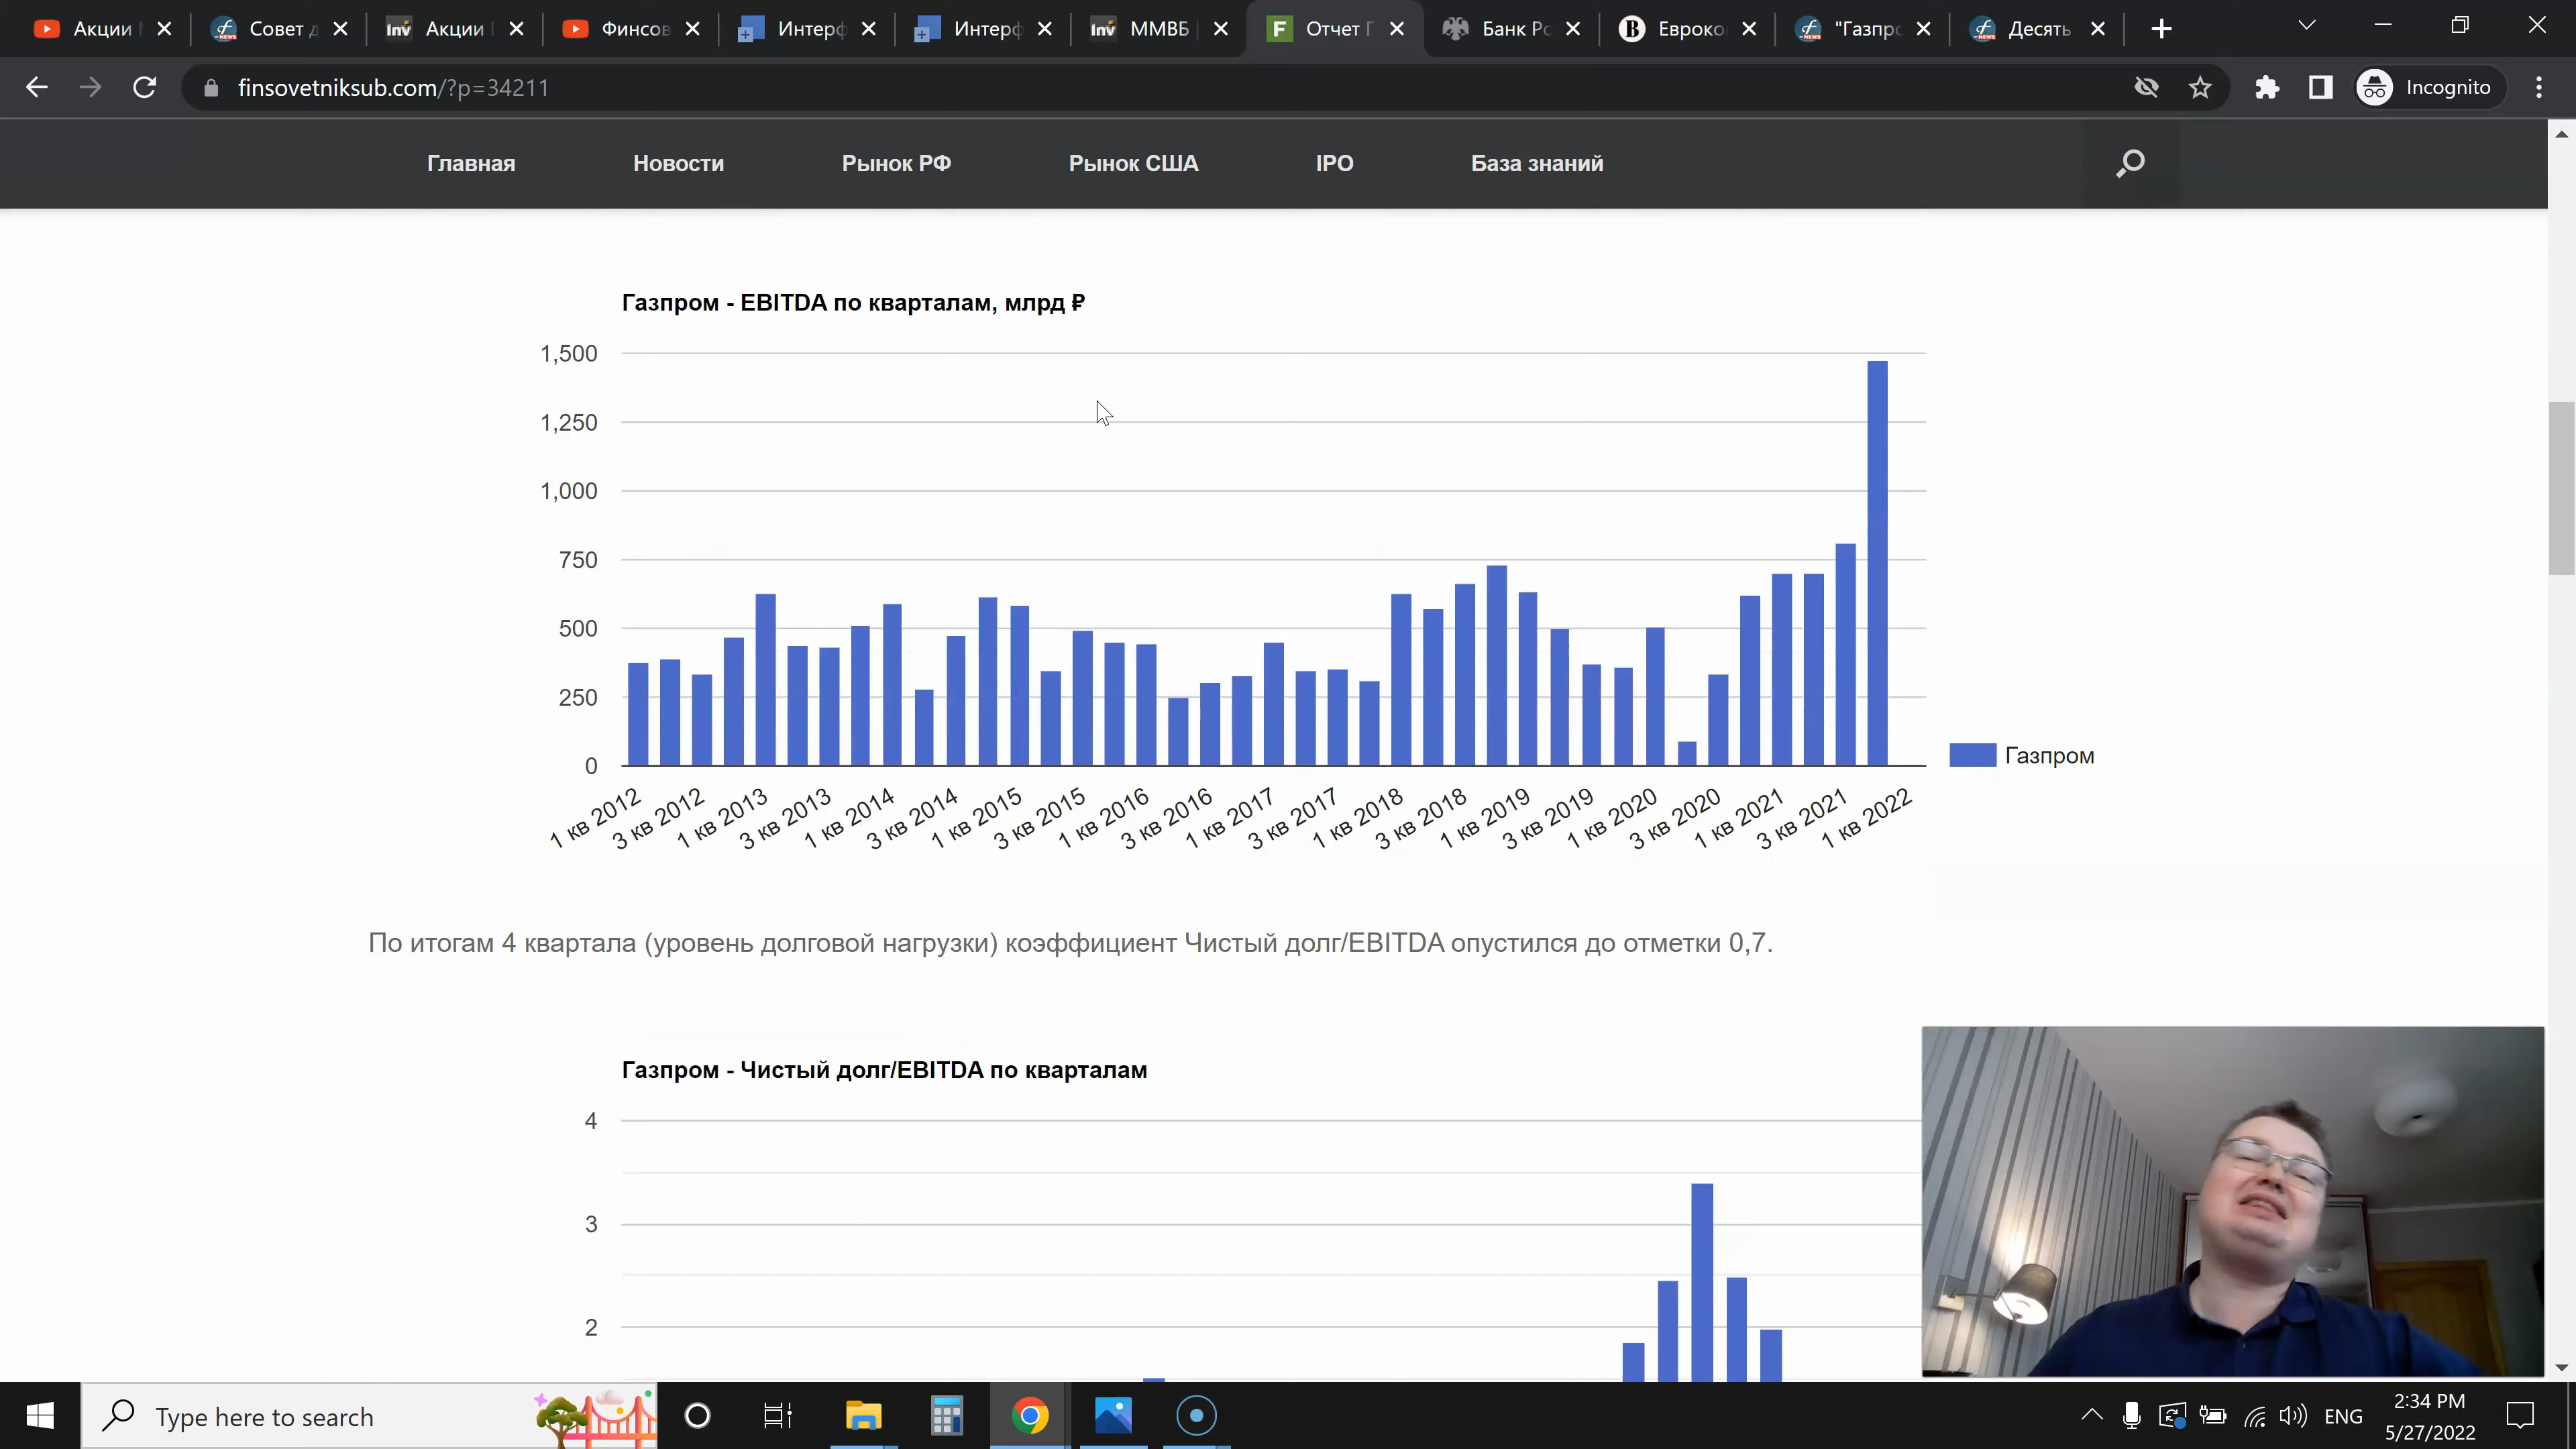 Акции
Совет д
Inv Акции
Финсов
Интерф
Интерф
Inv ММВБ
F Отчет Г
Банк Ро
B Евроко
"Газпро
Десять
finsovetniksub.com/?p=34211
Incognito
Главная Новости Рынок РФ Рынок США IPO База знаний
Газпром - EBITDA по кварталам, млрд ₽
1,500
1,250
1,000
750
500
250
0
Газпром
1 кв 2012 3 кв 2012 1 кв 2013 3 кв 2013 1 кв 2014 3 кв 2014 1 кв 2015 3 кв 2015 1 кв 2016 3 кв 2016 1 кв 2017 3 кв 2017 1 кв 2018 3 кв 2018 1 кв 2019 3 кв 2019 1 кв 2020 3 кв 2020 1 кв 2021 3 кв 2021 1 кв 2022
По итогам 4 квартала (уровень долговой нагрузки) коэффициент Чистый долг/EBITDA опустился до отметки 0,7.
Газпром - Чистый долг/EBITDA по кварталам
4
3
2
Type here to search
ENG
2:34 PM
5/27/2022